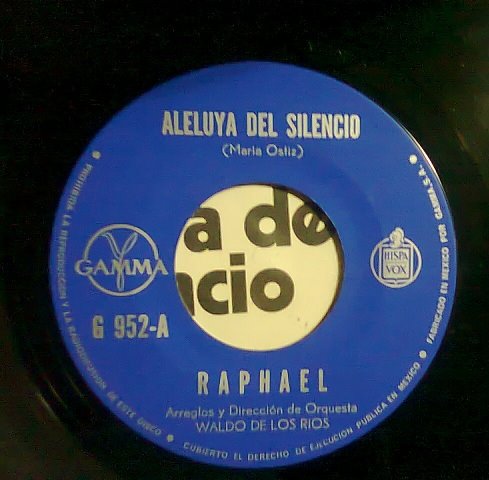 ALELUYA DEL SILENCIO
(Maria Ostiz)
GAMMA
HISPA
VOX
G 952-A
a de
ncio
RAPHAEL
Arreglos y Dirección de Orquesta
WALDO DE LOS RIOS
PROHIBIDA LA REPRODUCCION Y LA RADIODIFUSION DE ESTE DISCO
CUBIERTO EL DERECHO DE EJECUCION PUBLICA EN MEXICO
FABRICADO EN MEXICO POR GAMMA, S.A.